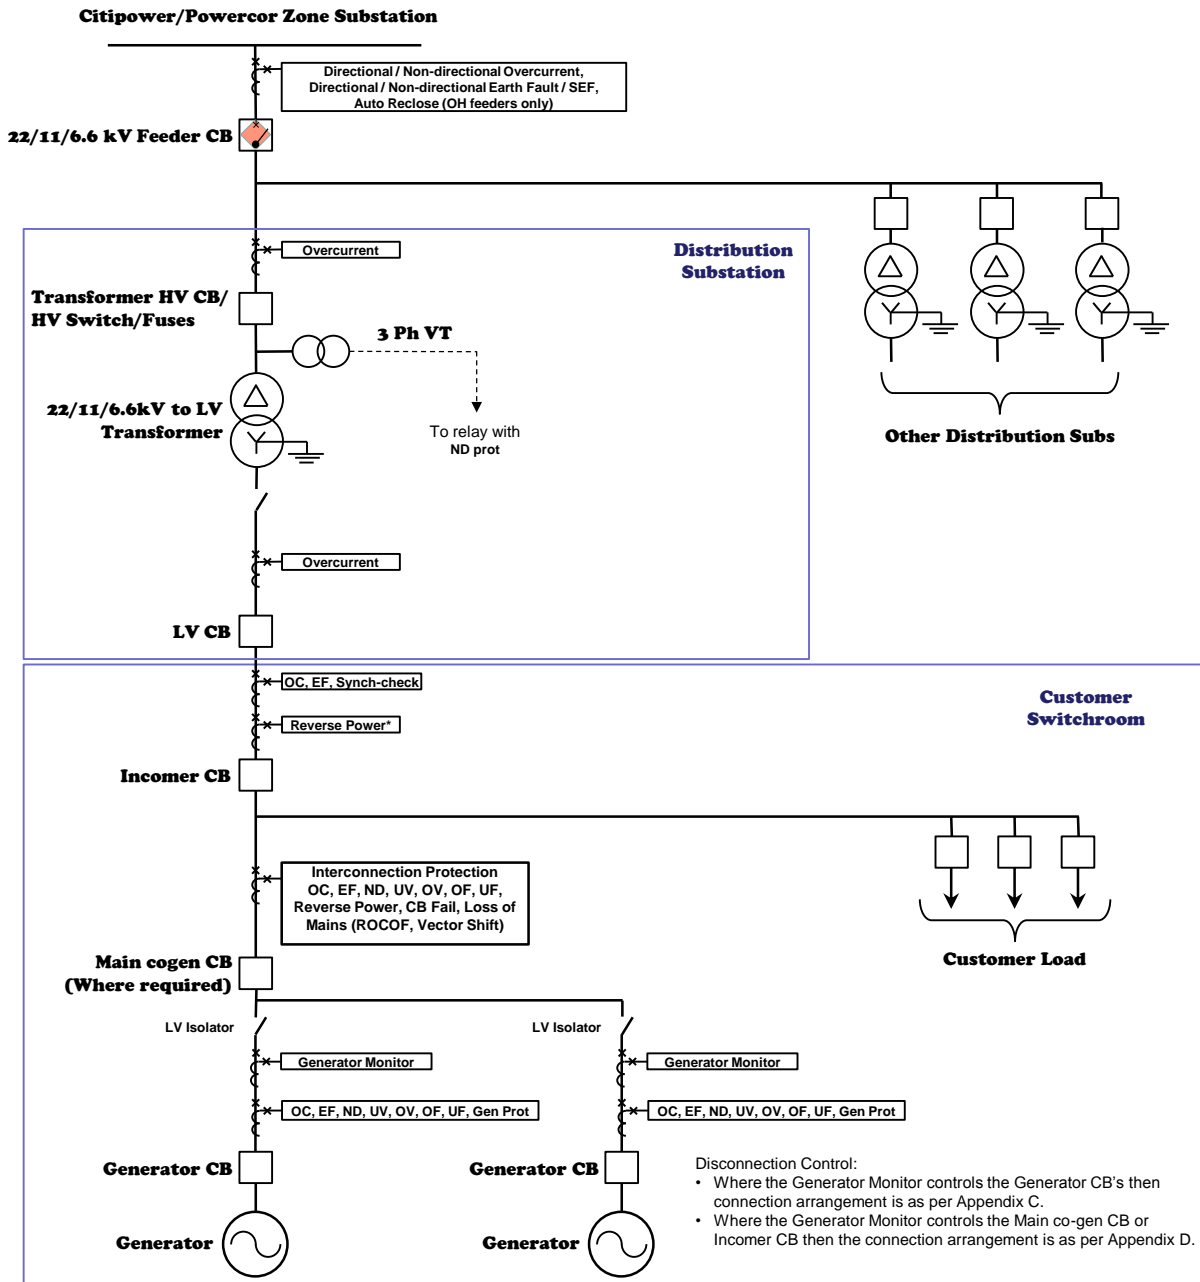 Citipower/Powercor Zone Substation
Directional / Non-directional Overcurrent,
Directional / Non-directional Earth Fault / SEF,
Auto Reclose (OH feeders only)
22/11/6.6 kV Feeder CB
Overcurrent
Distribution
Substation
Transformer HV CB/
HV Switch/Fuses
3 Ph VT
22/11/6.6kV to LV
Transformer
To relay with
ND prot
Other Distribution Subs
Overcurrent
LV CB
OC, EF, Synch-check
Reverse Power*
Customer
Switchroom
Incomer CB
Interconnection Protection
OC, EF, ND, UV, OV, OF, UF,
Reverse Power, CB Fail, Loss of
Mains (ROCOF, Vector Shift)
Main cogen CB
(Where required)
Customer Load
LV Isolator
LV Isolator
Generator Monitor
Generator Monitor
OC, EF, ND, UV, OV, OF, UF, Gen Prot
OC, EF, ND, UV, OV, OF, UF, Gen Prot
Generator CB
Generator CB
Generator
Generator
Disconnection Control:
• Where the Generator Monitor controls the Generator CB's then
connection arrangement is as per Appendix C.
• Where the Generator Monitor controls the Main co-gen CB or
Incomer CB then the connection arrangement is as per Appendix D.